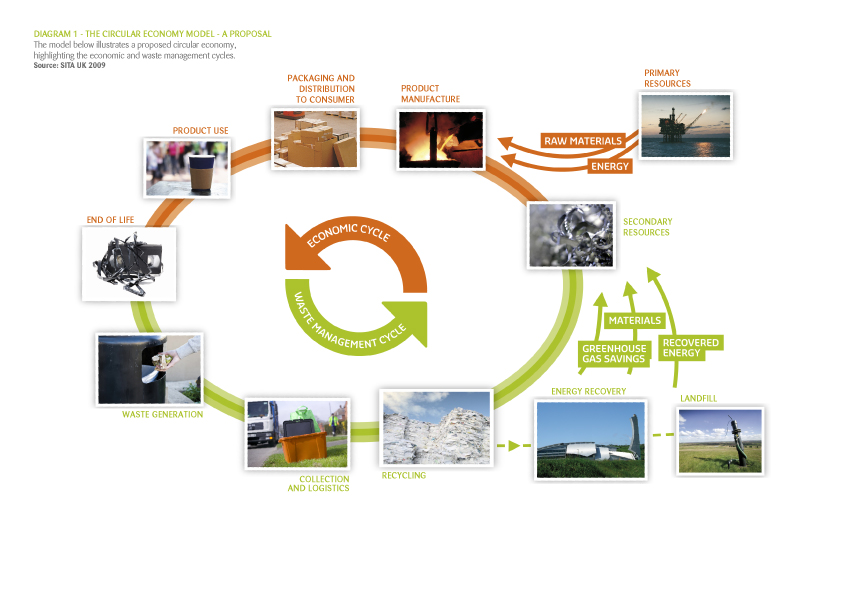 DIAGRAM 1 - THE CIRCULAR ECONOMY MODEL - A PROPOSAL
The model below illustrates a proposed circular economy,
highlighting the economic and waste management cycles.
Source: SITA UK 2009
PACKAGING AND
DISTRIBUTION
TO CONSUMER
PRODUCT
MANUFACTURE
PRIMARY
RESOURCES
PRODUCT USE
RAW MATERIALS
ENERGY
END OF LIFE
SECONDARY
RESOURCES
ECONOMIC CYCLE
WASTE MANAGEMENT CYCLE
MATERIALS
GREENHOUSE
GAS SAVINGS
RECOVERED
ENERGY
ENERGY RECOVERY
LANDFILL
WASTE GENERATION
COLLECTION
AND LOGISTICS
RECYCLING